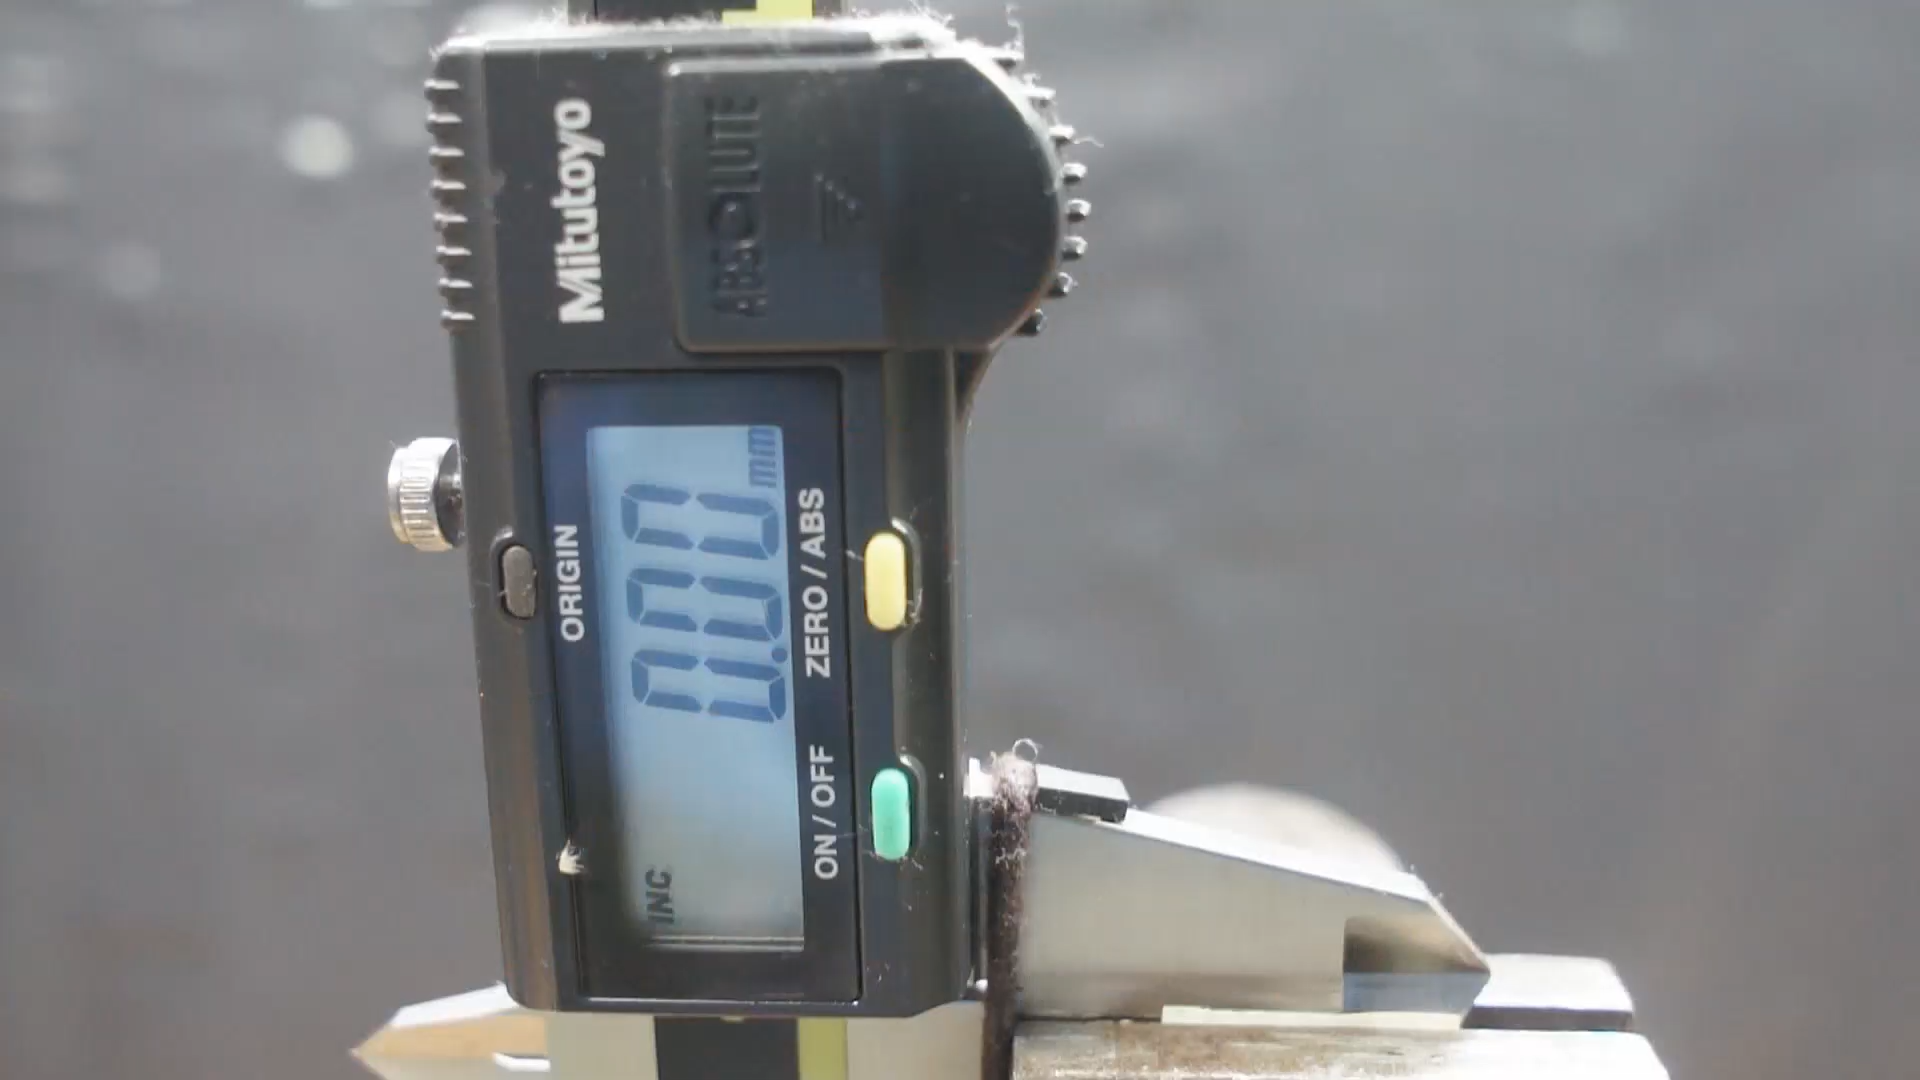 Mitutoyo
ABSOLUTE
ORIGIN
INC
0.00
mm
ON / OFF
ZERO / ABS